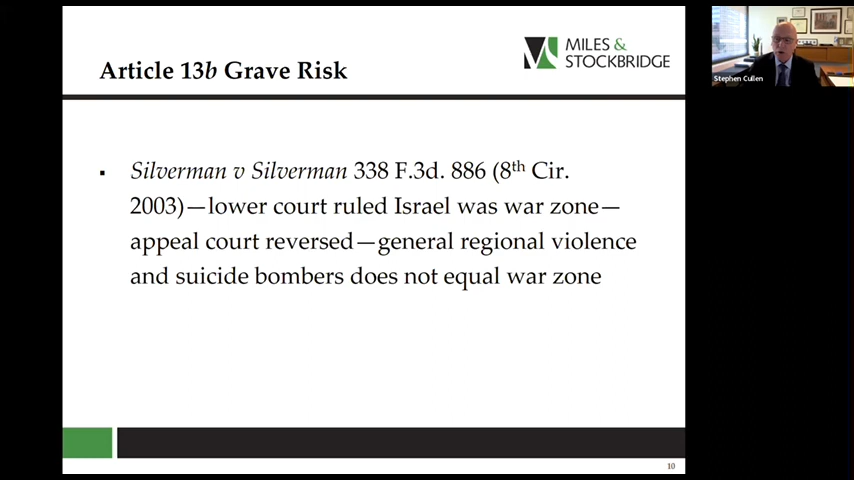 Article 13b Grave Risk
MILES &
STOCKBRIDGE
▪ Silverman v Silverman 338 F.3d. 886 (8th Cir.
2003)—lower court ruled Israel was war zone—
appeal court reversed—general regional violence
and suicide bombers does not equal war zone
10
Stephen Cullen